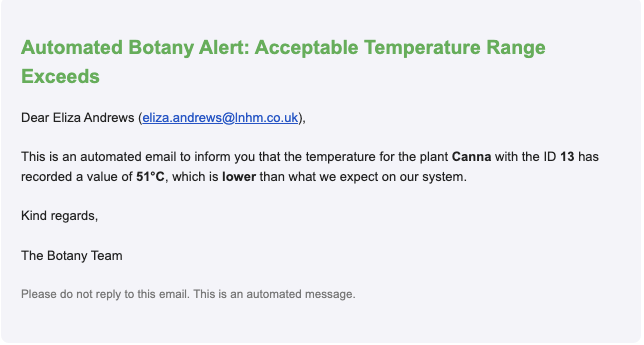 Automated Botany Alert: Acceptable Temperature Range
Exceeds
Dear Eliza Andrews (eliza.andrews@lnhm.co.uk),
This is an automated email to inform you that the temperature for the plant Canna with the ID 13 has
recorded a value of 51°C, which is lower than what we expect on our system.
Kind regards,
The Botany Team
Please do not reply to this email. This is an automated message.